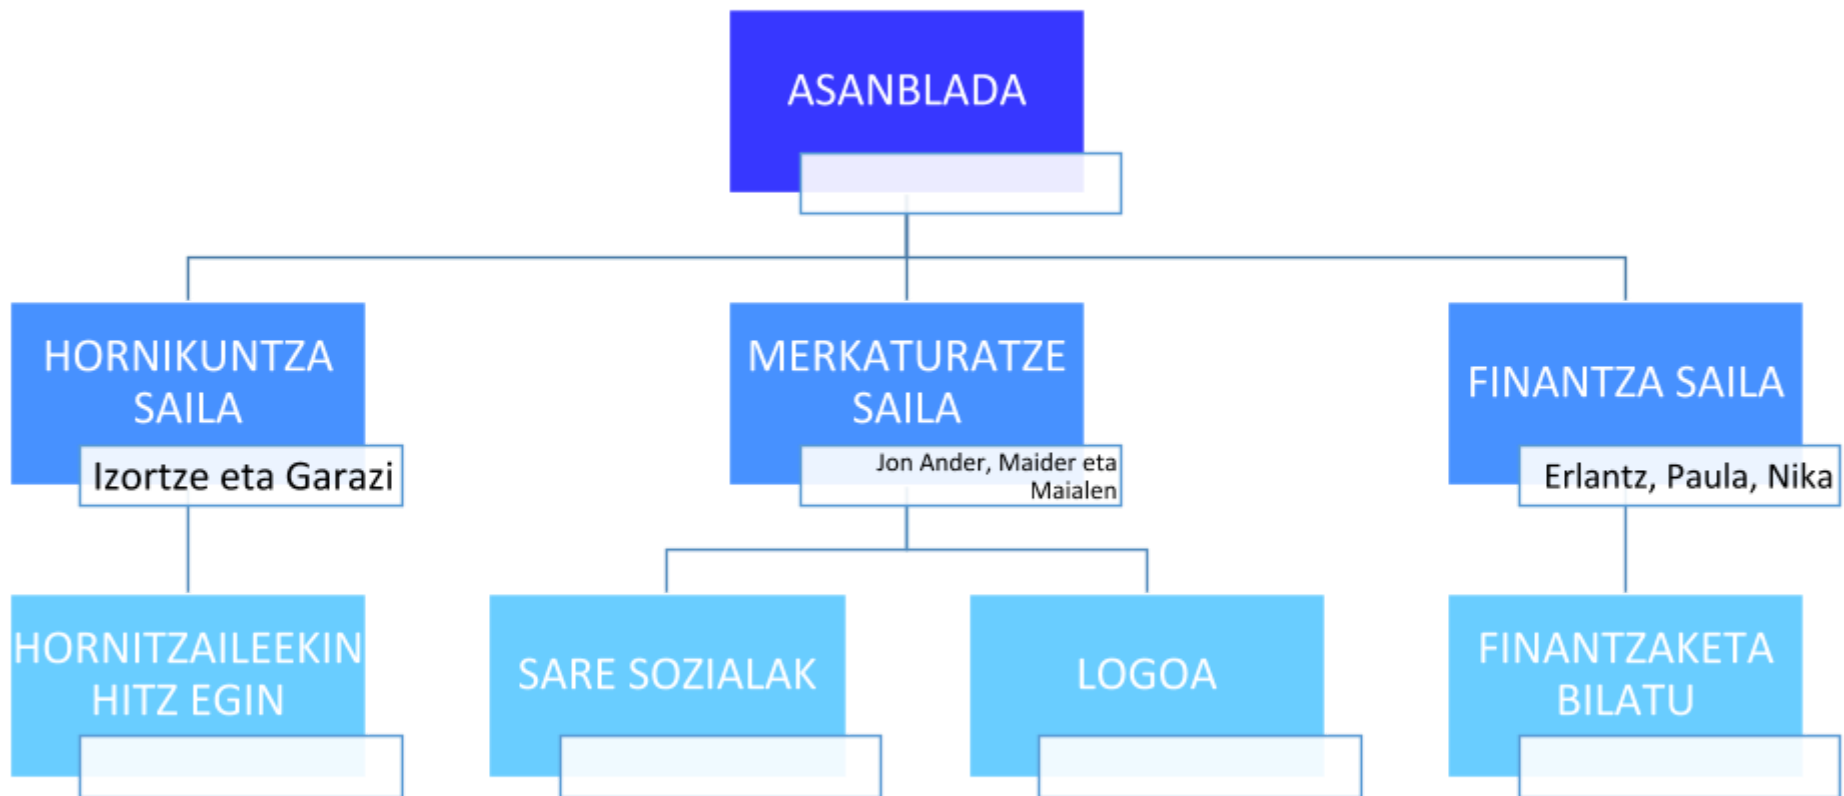 ASANBLADA
HORNIKUNTZA
SAILA
Izortze eta Garazi
MERKATURATZE
SAILA
Jon Ander, Maider eta
Maialen
FINANTZA SAILA
Erlantz, Paula, Nika
HORNITZAILEEKIN
HITZ EGIN
SARE SOZIALAK
LOGOA
FINANTZAKETA
BILATU